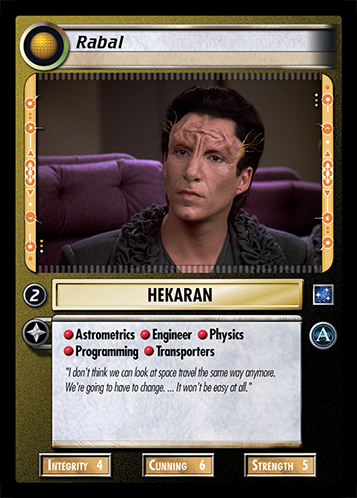 Rabal
2
HEKARAN
A
Astrometrics Engineer Physics
Programming Transporters
"I don't think we can look at space travel the same way anymore.
We're going to have to change. ... It won't be easy at all."
INTEGRITY 4 CUNNING 6 STRENGTH 5